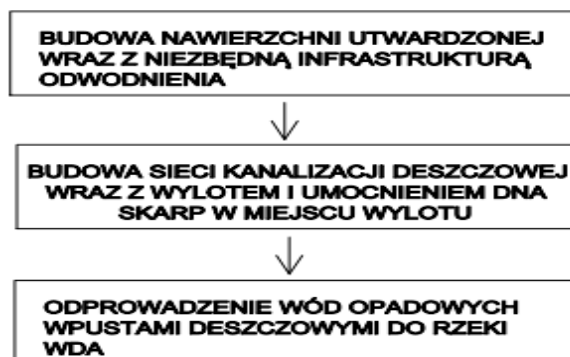 BUDOWA NAWIERZCHNI UTWARDZONEJ
WRAZ Z NIEZBĘDNĄ INFRASTRUKTURĄ
ODWODNIENIA
BUDOWA SIECI KANALIZACJI DESZCZOWEJ
WRAZ Z WYLOTEM I UMOCNIENIEM DNA
SKARP W MIEJSCU WYLOTU
ODPROWADZENIE WÓD OPADOWYCH
WPUSTAMI DESZCZOWYMI DO RZEKI
WDA